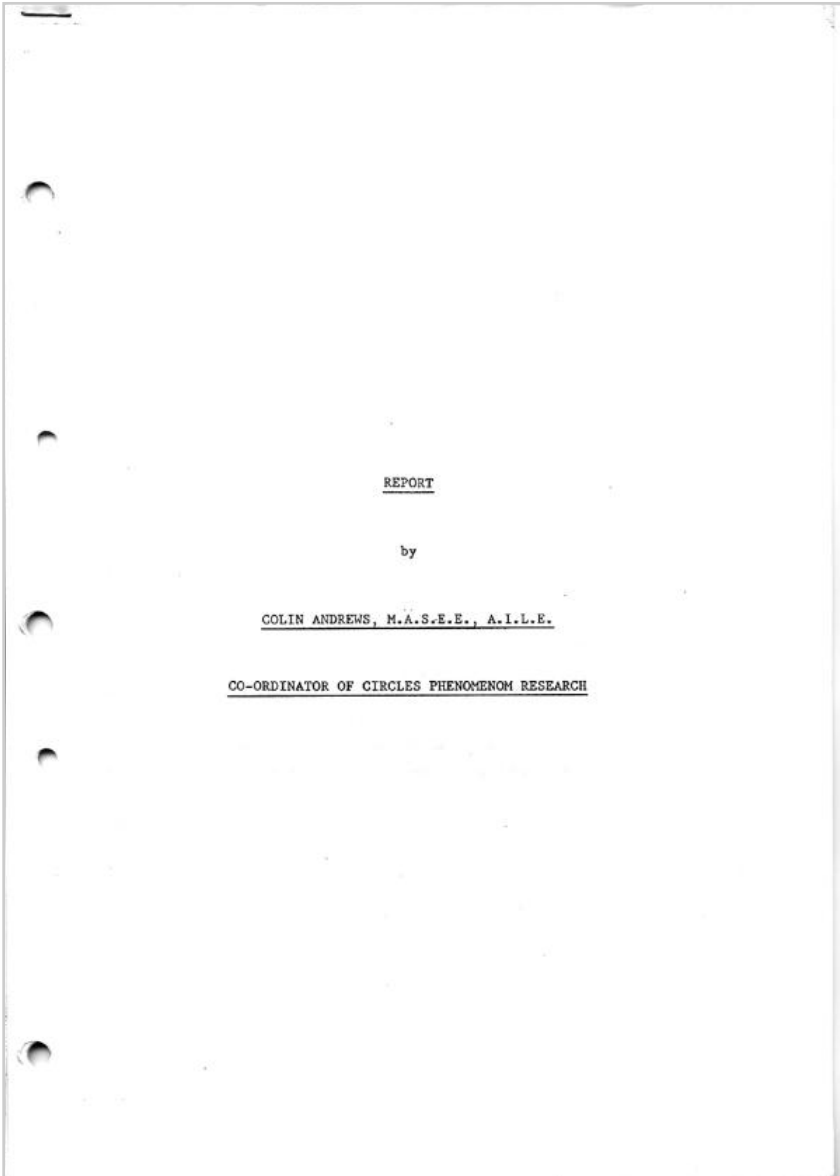 REPORT
by
COLIN ANDREWS, M.A.S.E.E., A.I.L.E.
CO-ORDINATOR OF CIRCLES PHENOMENOM RESEARCH